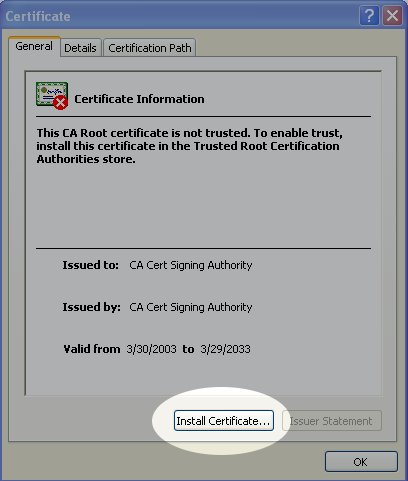 Certificate
General Details Certification Path
Certificate Information
This CA Root certificate is not trusted. To enable trust,
install this certificate in the Trusted Root Certification
Authorities store.
Issued to: CA Cert Signing Authority
Issued by: CA Cert Signing Authority
Valid from 3/30/2003 to 3/29/2033
Install Certificate... Issuer Statement
OK